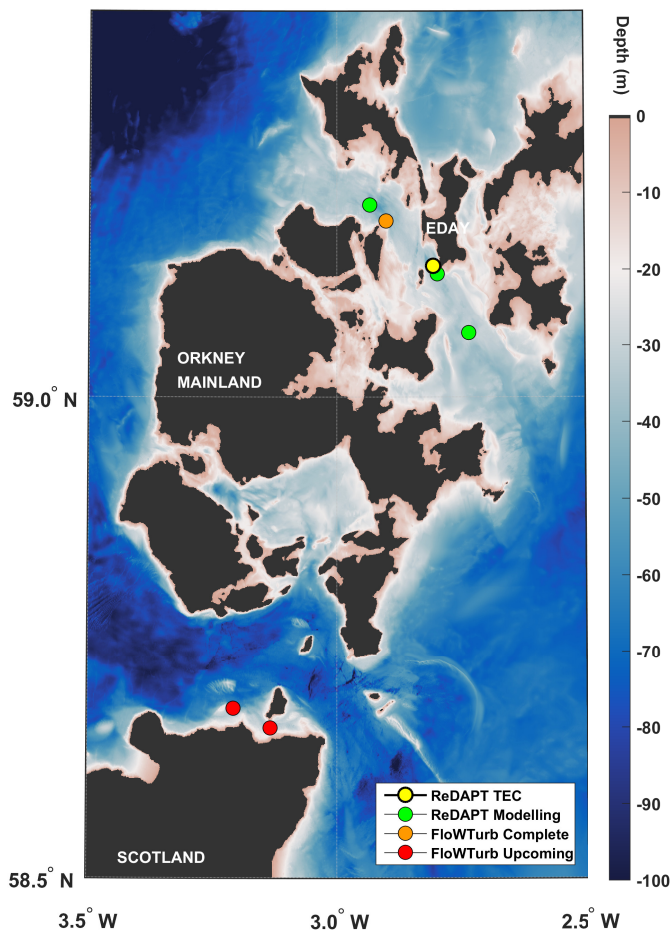 Depth (m)
0
-10
-20
-30
-40
-50
-60
-70
-80
-90
-100
EDAY
ORKNEY
MAINLAND
59.0° N
ReDAPT TEC
ReDAPT Modelling
FloWTurb Complete
FloWTurb Upcoming
SCOTLAND
58.5° N
3.5° W
3.0° W
2.5° W